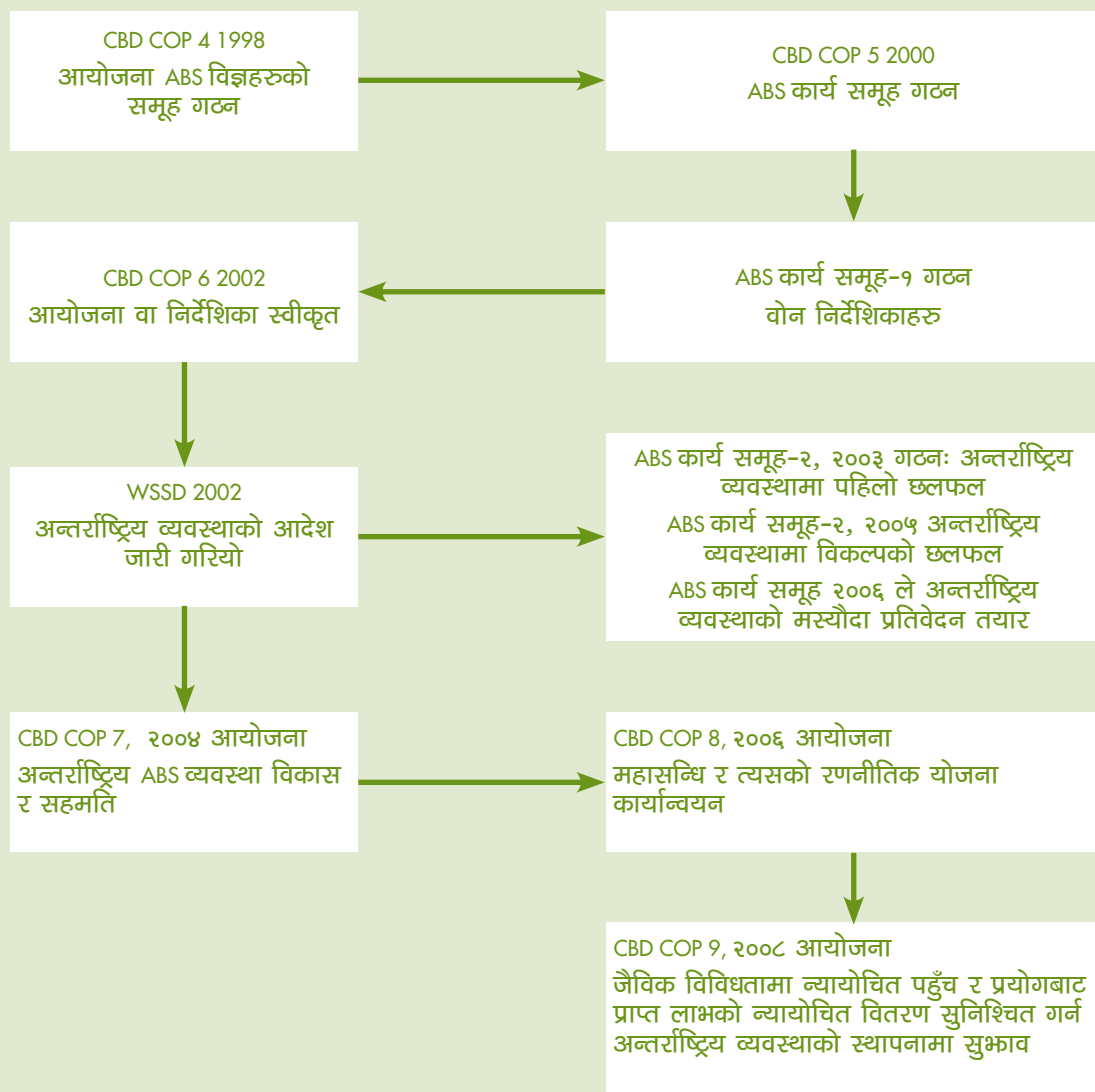 CBD COP 4 1998
आयोजना ABS विज्ञहरुको
समूह गठन
CBD COP 5 2000
ABS कार्य समूह गठन
ABS कार्य समूह-१ गठन
वोन निर्देशिकाहरु
CBD COP 6 2002
आयोजना वा निर्देशिका स्वीकृत
WSSD 2002
अन्तर्राष्ट्रिय व्यवस्थाको आदेश
जारी गरियो
ABS कार्य समूह-२, २००३ गठनः अन्तर्राष्ट्रिय
व्यवस्थामा पहिलो छलफल
ABS कार्य समूह-२, २००५ अन्तर्राष्ट्रिय
व्यवस्थामा विकल्पको छलफल
ABS कार्य समूह २००६ ले अन्तर्राष्ट्रिय
व्यवस्थाको मस्यौदा प्रतिवेदन तयार
CBD COP 7, २००४ आयोजना
अन्तर्राष्ट्रिय ABS व्यवस्था विकास
र सहमति
CBD COP 8, २००६ आयोजना
महासन्धि र त्यसको रणनीतिक योजना
कार्यान्वयन
CBD COP 9, २००८ आयोजना
जैविक विविधतामा न्यायोचित पहुँच र प्रयोगबाट
प्राप्त लाभको न्यायोचित वितरण सुनिश्चित गर्न
अन्तर्राष्ट्रिय व्यवस्थाको स्थापनामा सुझाव